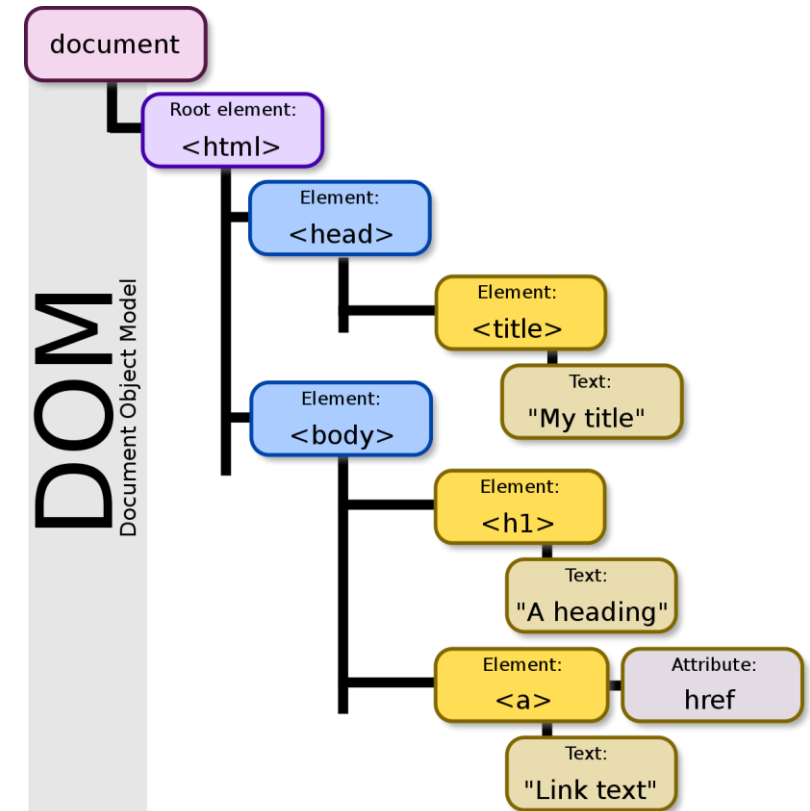 document
Root element:
<html>
Element:
<head>
Element:
<title>
Text:
"My title"
DOM
Document Object Model
Element:
<body>
Element:
<h1>
Text:
"A heading"
Element:
<a>
Attribute:
href
Text:
"Link text"